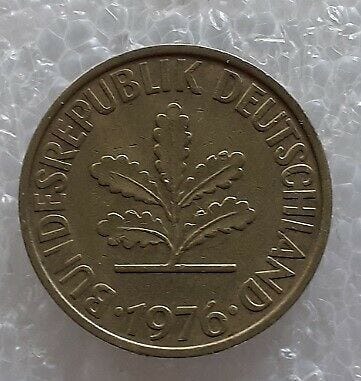 BUNDESREPUBLIK DEUTSCHLAND
· 1976 ·